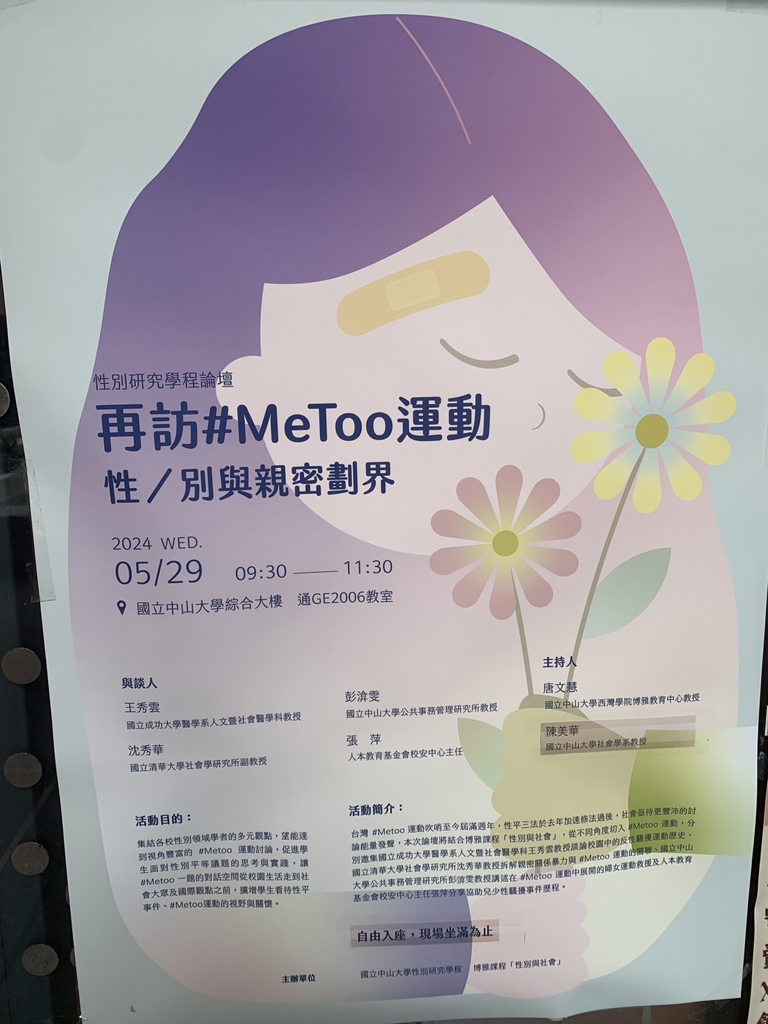 性別研究學程論壇
再訪#MeToo運動
性／別與親密劃界
2024 WED.
05/29 09:30 — 11:30
國立中山大學綜合大樓 通GE2006教室
與談人
王秀雲
國立成功大學醫學系人文暨社會醫學科教授
沈秀華
國立清華大學社會學研究所副教授
彭渰雯
國立中山大學公共事務管理研究所教授
張 萍
人本教育基金會校安中心主任
主持人
唐文慧
國立中山大學西灣學院博雅教育中心教授
陳美華
國立中山大學社會學系教授
活動目的：
集結各校性別領域學者的多元觀點，望能達
到視角豐富的 #Metoo 運動討論，促進學
生面對性別平等議題的思考與實踐，讓
#Metoo 一題的對話空間從校園生活走到社
會大眾及國際觀點之前，擴增學生看待性平
事件、#Metoo運動的視野與關懷。
活動簡介：
台灣 #Metoo 運動吹哨至今屆滿週年，性平三法於去年加速修法過後，社會亟待更豐沛的討
論能量發聲，本次論壇將結合博雅課程「性別與社會」，從不同角度切入 #Metoo 運動，分
別邀集國立成功大學醫學系人文暨社會醫學科王秀雲教授談論校園中的反性騷擾運動歷史、
國立清華大學社會學研究所沈秀華教授拆解親密關係暴力與 #Metoo 運動的關聯、國立中山
大學公共事務管理研究所彭渰雯教授講述在 #Metoo 運動中展開的婦女運動救援及人本教育
基金會校安中心主任張萍分享協助兒少性騷擾事件歷程。
自由入座，現場坐滿為止
主辦單位 國立中山大學性別研究學程 博雅課程「性別與社會」